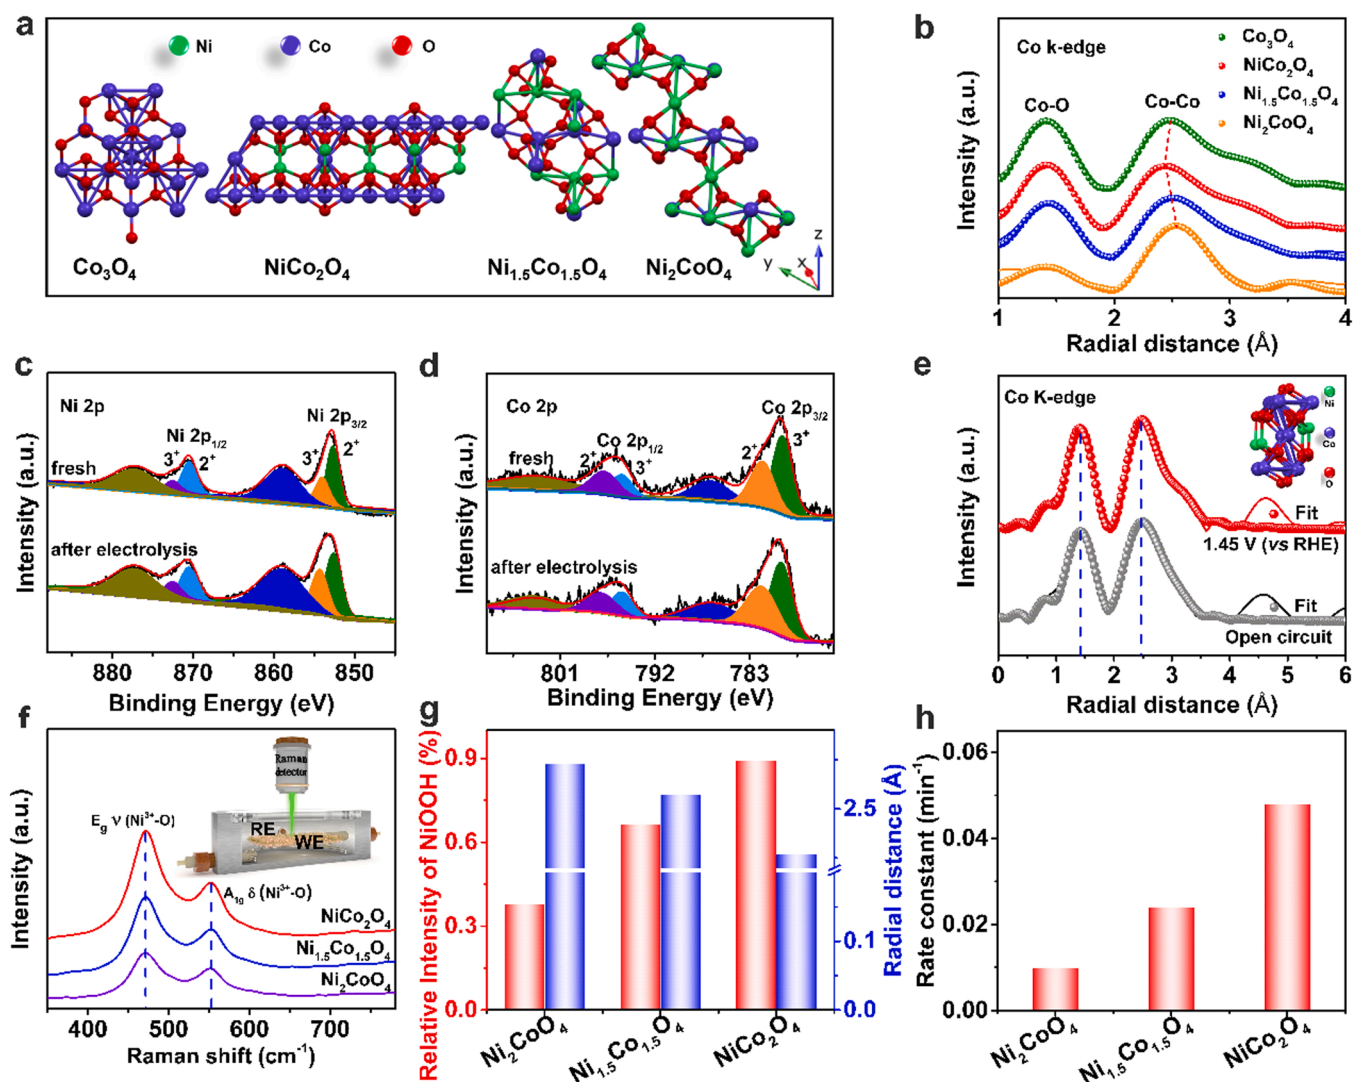 a
Ni Co O
Co₃O₄ NiCo₂O₄ Ni₁.₅Co₁.₅O₄ Ni₂CoO₄
z
y x
b
Co k-edge
Co₃O₄
NiCo₂O₄
Ni₁.₅Co₁.₅O₄
Ni₂CoO₄
Co-O Co-Co
Intensity (a.u.)
1 2 3 4
Radial distance (Å)
c
Ni 2p
Ni 2p₃/₂
Ni 2p₁/₂
3⁺ 2⁺ 3⁺ 2⁺
fresh
after electrolysis
Intensity (a.u.)
880 870 860 850
Binding Energy (eV)
d
Co 2p
Co 2p₃/₂
Co 2p₁/₂
2⁺ 3⁺ 2⁺ 3⁺
fresh
after electrolysis
Intensity (a.u.)
801 792 783
Binding Energy (eV)
e
Co K-edge
Ni
Co
O
Fit
1.45 V (vs RHE)
Fit
Open circuit
Intensity (a.u.)
0 1 2 3 4 5 6
Radial distance (Å)
f
Raman
detector
RE
WE
E_g ν (Ni³⁺-O)
A₁g δ (Ni³⁺-O)
NiCo₂O₄
Ni₁.₅Co₁.₅O₄
Ni₂CoO₄
Intensity (a.u.)
400 500 600 700
Raman shift (cm⁻¹)
g
Relative Intensity of NiOOH (%)
0.9
0.6
0.3
0.0
2.5
0.1
0.0
Radial distance (Å)
Ni₂CoO₄ Ni₁.₅Co₁.₅O₄ NiCo₂O₄
h
Rate constant (min⁻¹)
0.06
0.04
0.02
0.00
Ni₂CoO₄ Ni₁.₅Co₁.₅O₄ NiCo₂O₄